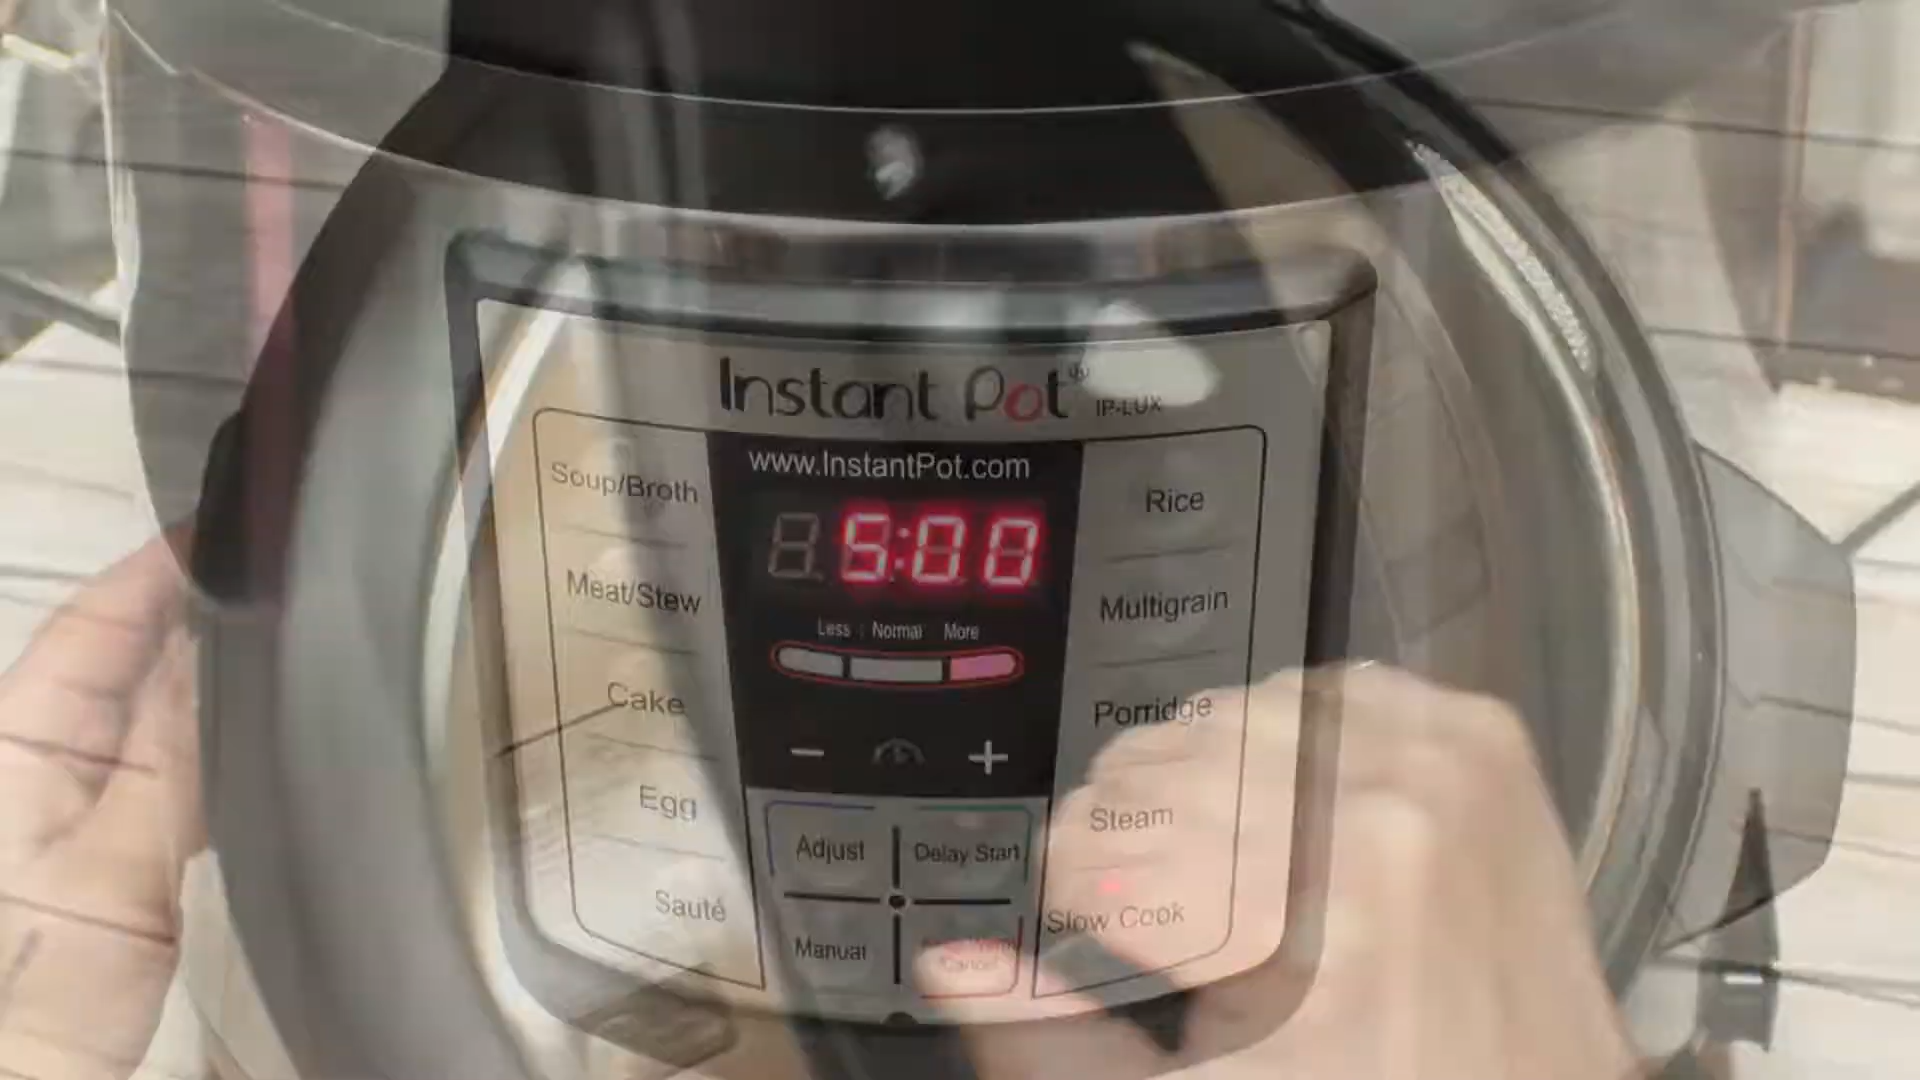 Instant Pot
IP-LUX
www.InstantPot.com
5:00
Less Normal More
Soup/Broth
Meat/Stew
Cake
Egg
Sauté
Rice
Multigrain
Porridge
Steam
Slow Cook
− +
Adjust
Delay Start
Manual
Cancel